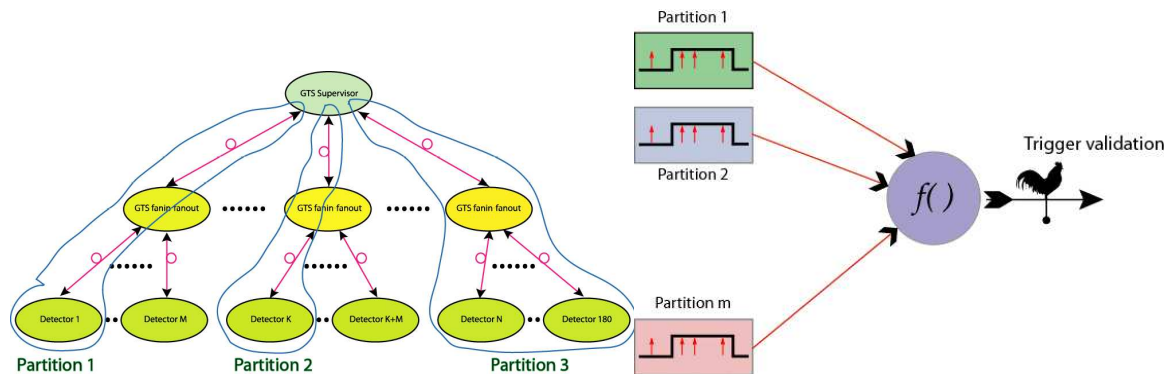 GTS Supervisor
GTS fanin fanout
GTS fanin fanout
GTS fanin fanout
Detector 1
Detector M
Detector K
Detector K+M
Detector N
Detector 180
Partition 1
Partition 2
Partition 3
Partition 1
Partition 2
Partition m
f( )
Trigger validation